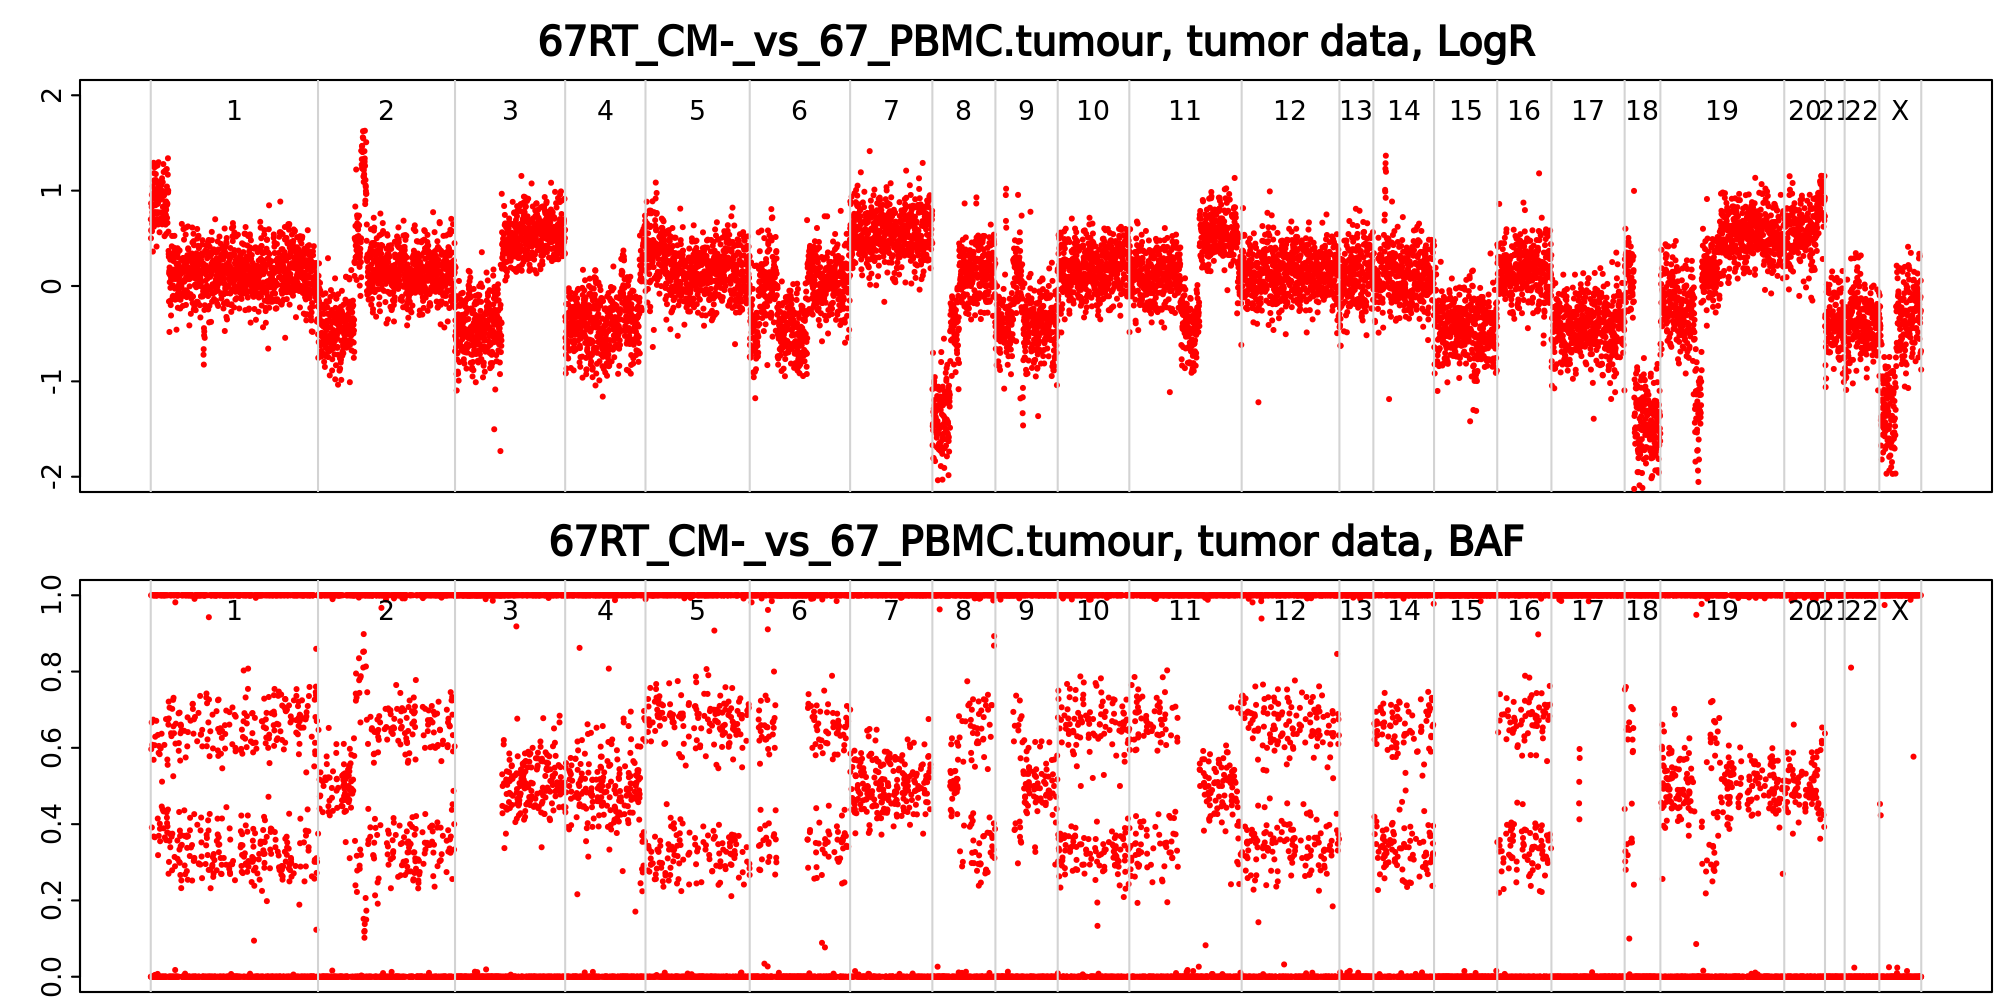 67RT_CM-_vs_67_PBMC.tumour, tumor data, LogR
2
1
0
-1
-2
1 2 3 4 5 6 7 8 9 10 11 12 13 14 15 16 17 18 19 20 21 22 X
67RT_CM-_vs_67_PBMC.tumour, tumor data, BAF
1.0
0.8
0.6
0.4
0.2
0.0
1 2 3 4 5 6 7 8 9 10 11 12 13 14 15 16 17 18 19 20 21 22 X